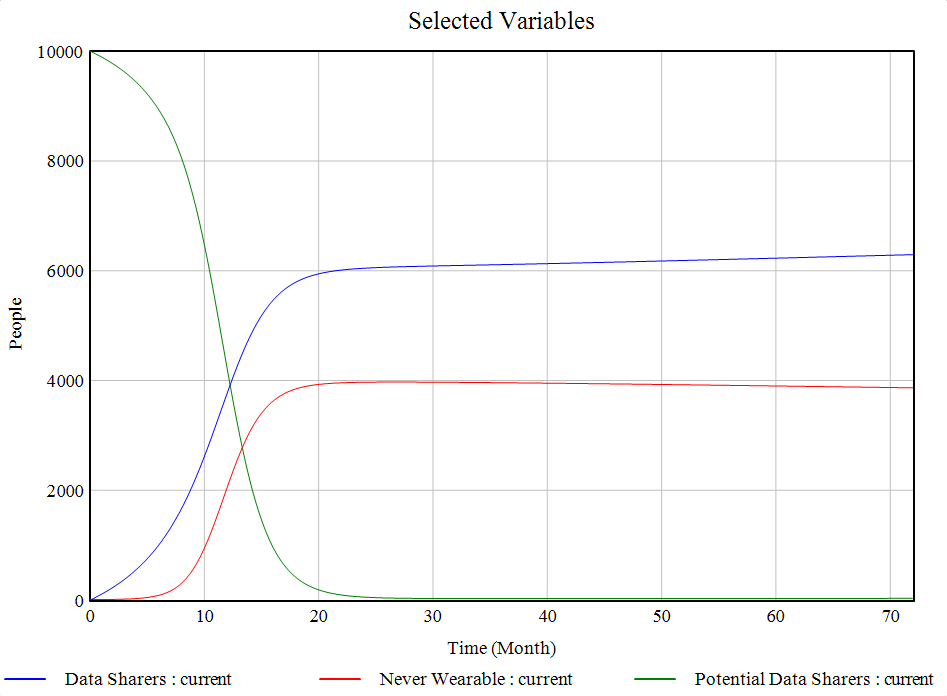 Selected Variables
10000
8000
6000
4000
2000
0
People
0 10 20 30 40 50 60 70
Time (Month)
Data Sharers : current Never Wearable : current Potential Data Sharers : current